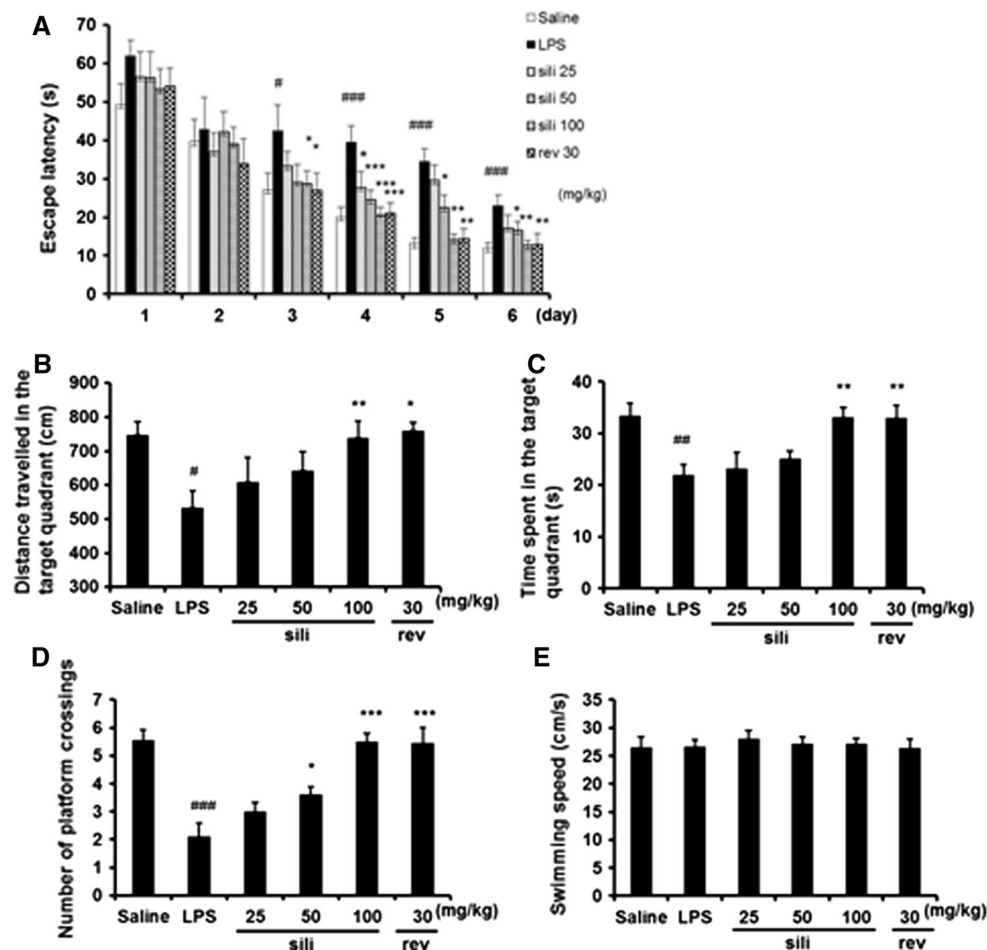 A
Escape latency (s)
70
60
50
40
30
20
10
0
# ### ### ###
* *
* *** *** ***
* ** **
* ** **
1 2 3 4 5 6 (day)
Saline
LPS
sili 25
sili 50
sili 100
rev 30
(mg/kg)
B
Distance travelled in the
target quadrant (cm)
900
800
700
600
500
400
300
# ** *
Saline LPS 25 50 100 30 (mg/kg)
sili rev
C
Time spent in the target
quadrant (s)
40
30
20
10
0
## ** **
Saline LPS 25 50 100 30 (mg/kg)
sili rev
D
Number of platform crossings
7
6
5
4
3
2
1
0
### * *** ***
Saline LPS 25 50 100 30 (mg/kg)
sili rev
E
Swimming speed (cm/s)
35
30
25
20
15
10
5
0
Saline LPS 25 50 100 30 (mg/kg)
sili rev